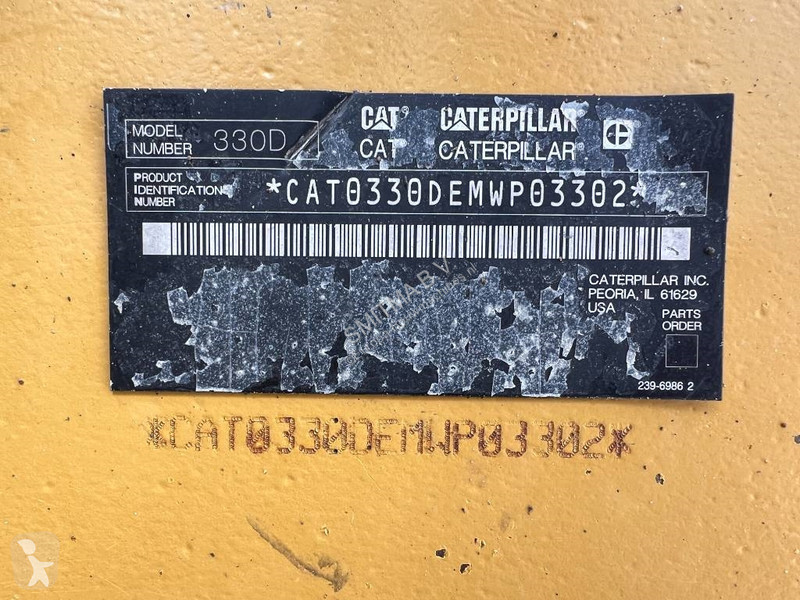 CAT® CATERPILLAR
MODEL NUMBER 330D
CAT CATERPILLAR®
PRODUCT IDENTIFICATION NUMBER *CAT0330DEMWP03302*
CATERPILLAR INC.
PEORIA, IL 61629
USA
PARTS ORDER
SMITMA B.V.
239-6986 2
*CAT0330DEMWP03302*